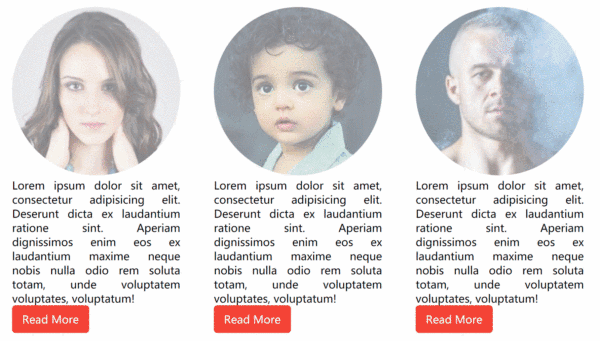 Lorem ipsum dolor sit amet,
consectetur adipisicing elit.
Deserunt dicta ex laudantium
ratione sint. Aperiam
dignissimos enim eos ex
laudantium maxime neque
nobis nulla odio rem soluta
totam, unde voluptatem
voluptates, voluptatum!
Read More
Lorem ipsum dolor sit amet,
consectetur adipisicing elit.
Deserunt dicta ex laudantium
ratione sint. Aperiam
dignissimos enim eos ex
laudantium maxime neque
nobis nulla odio rem soluta
totam, unde voluptatem
voluptates, voluptatum!
Read More
Lorem ipsum dolor sit amet,
consectetur adipisicing elit.
Deserunt dicta ex laudantium
ratione sint. Aperiam
dignissimos enim eos ex
laudantium maxime neque
nobis nulla odio rem soluta
totam, unde voluptatem
voluptates, voluptatum!
Read More